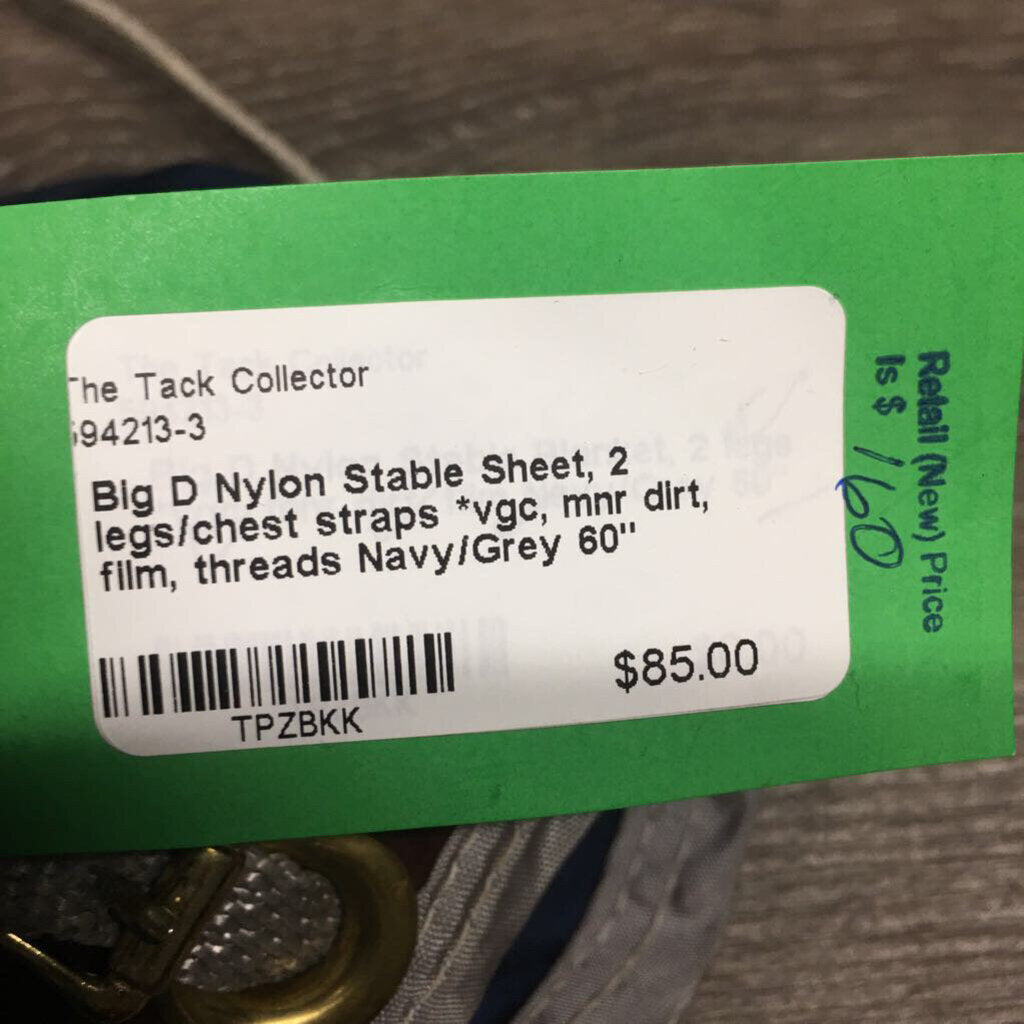 The Tack Collector
594213-3
Big D Nylon Stable Sheet, 2
legs/chest straps *vgc, mnr dirt,
film, threads Navy/Grey 60"
$85.00
TPZBKK
Retail (New) Price
Is $ 160